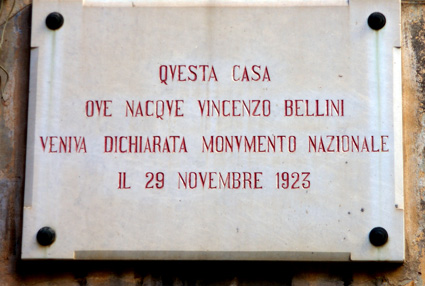 QVESTA CASA
OVE NACQVE VINCENZO BELLINI
VENIVA DICHIARATA MONVMENTO NAZIONALE
IL 29 NOVEMBRE 1923